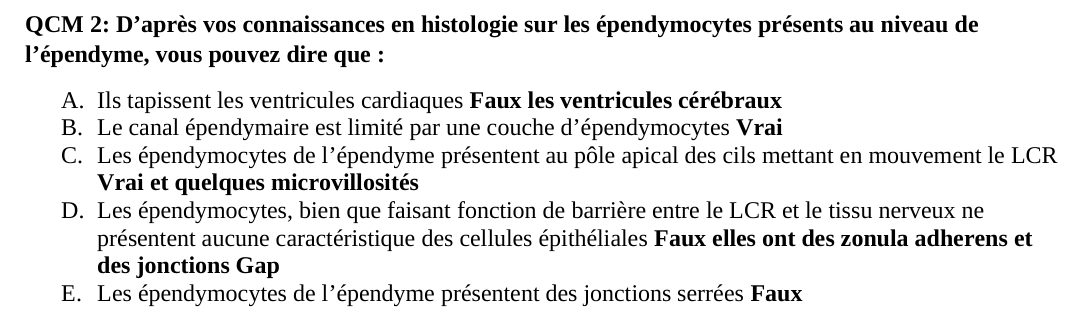 QCM 2: D’après vos connaissances en histologie sur les épendymocytes présents au niveau de
l’épendyme, vous pouvez dire que :
A. Ils tapissent les ventricules cardiaques Faux les ventricules cérébraux
B. Le canal épendymaire est limité par une couche d’épendymocytes Vrai
C. Les épendymocytes de l’épendyme présentent au pôle apical des cils mettant en mouvement le LCR
Vrai et quelques microvillosités
D. Les épendymocytes, bien que faisant fonction de barrière entre le LCR et le tissu nerveux ne
présentent aucune caractéristique des cellules épithéliales Faux elles ont des zonula adherens et
des jonctions Gap
E. Les épendymocytes de l’épendyme présentent des jonctions serrées Faux